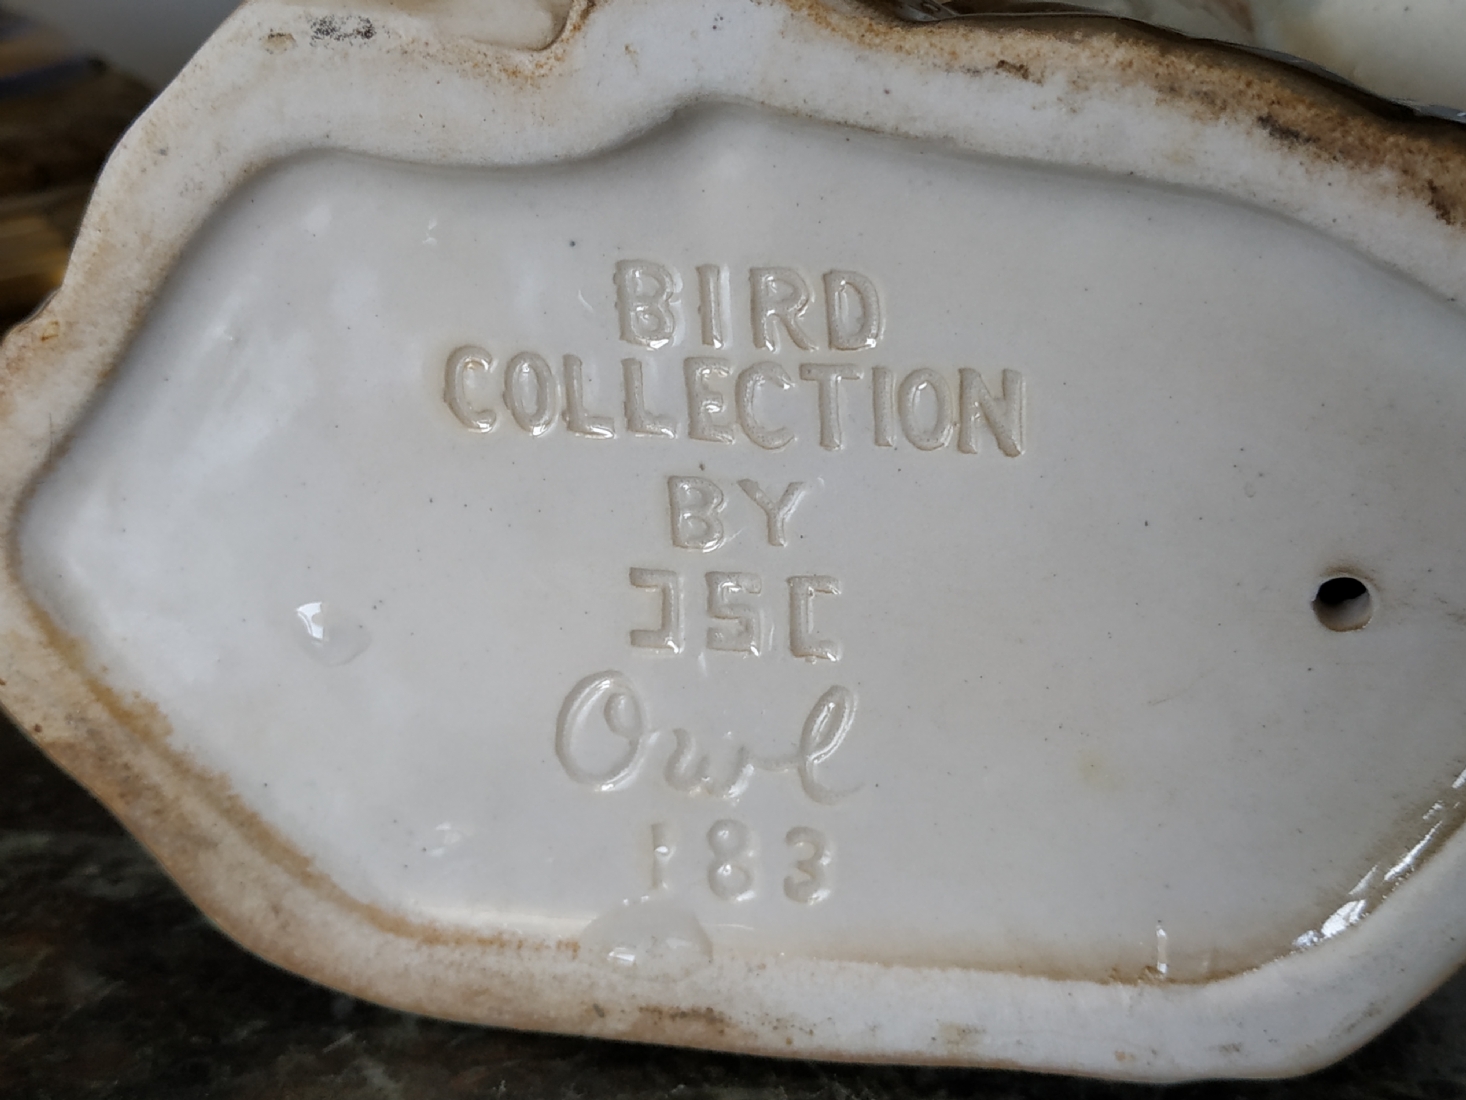 BIRD
COLLECTION
BY
JSC
Owl
183